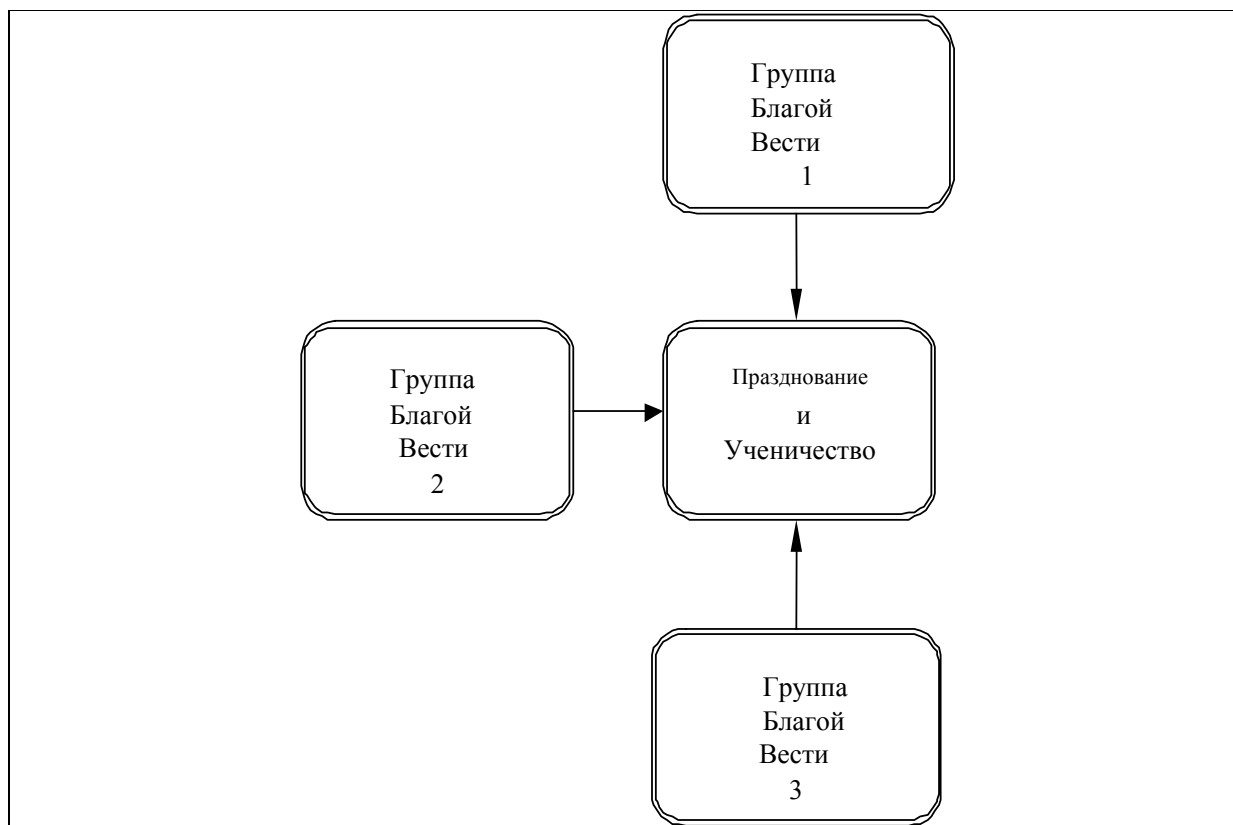 Группа
Благой
Вести
1
Группа
Благой
Вести
2
Празднование
и
Ученичество
Группа
Благой
Вести
3